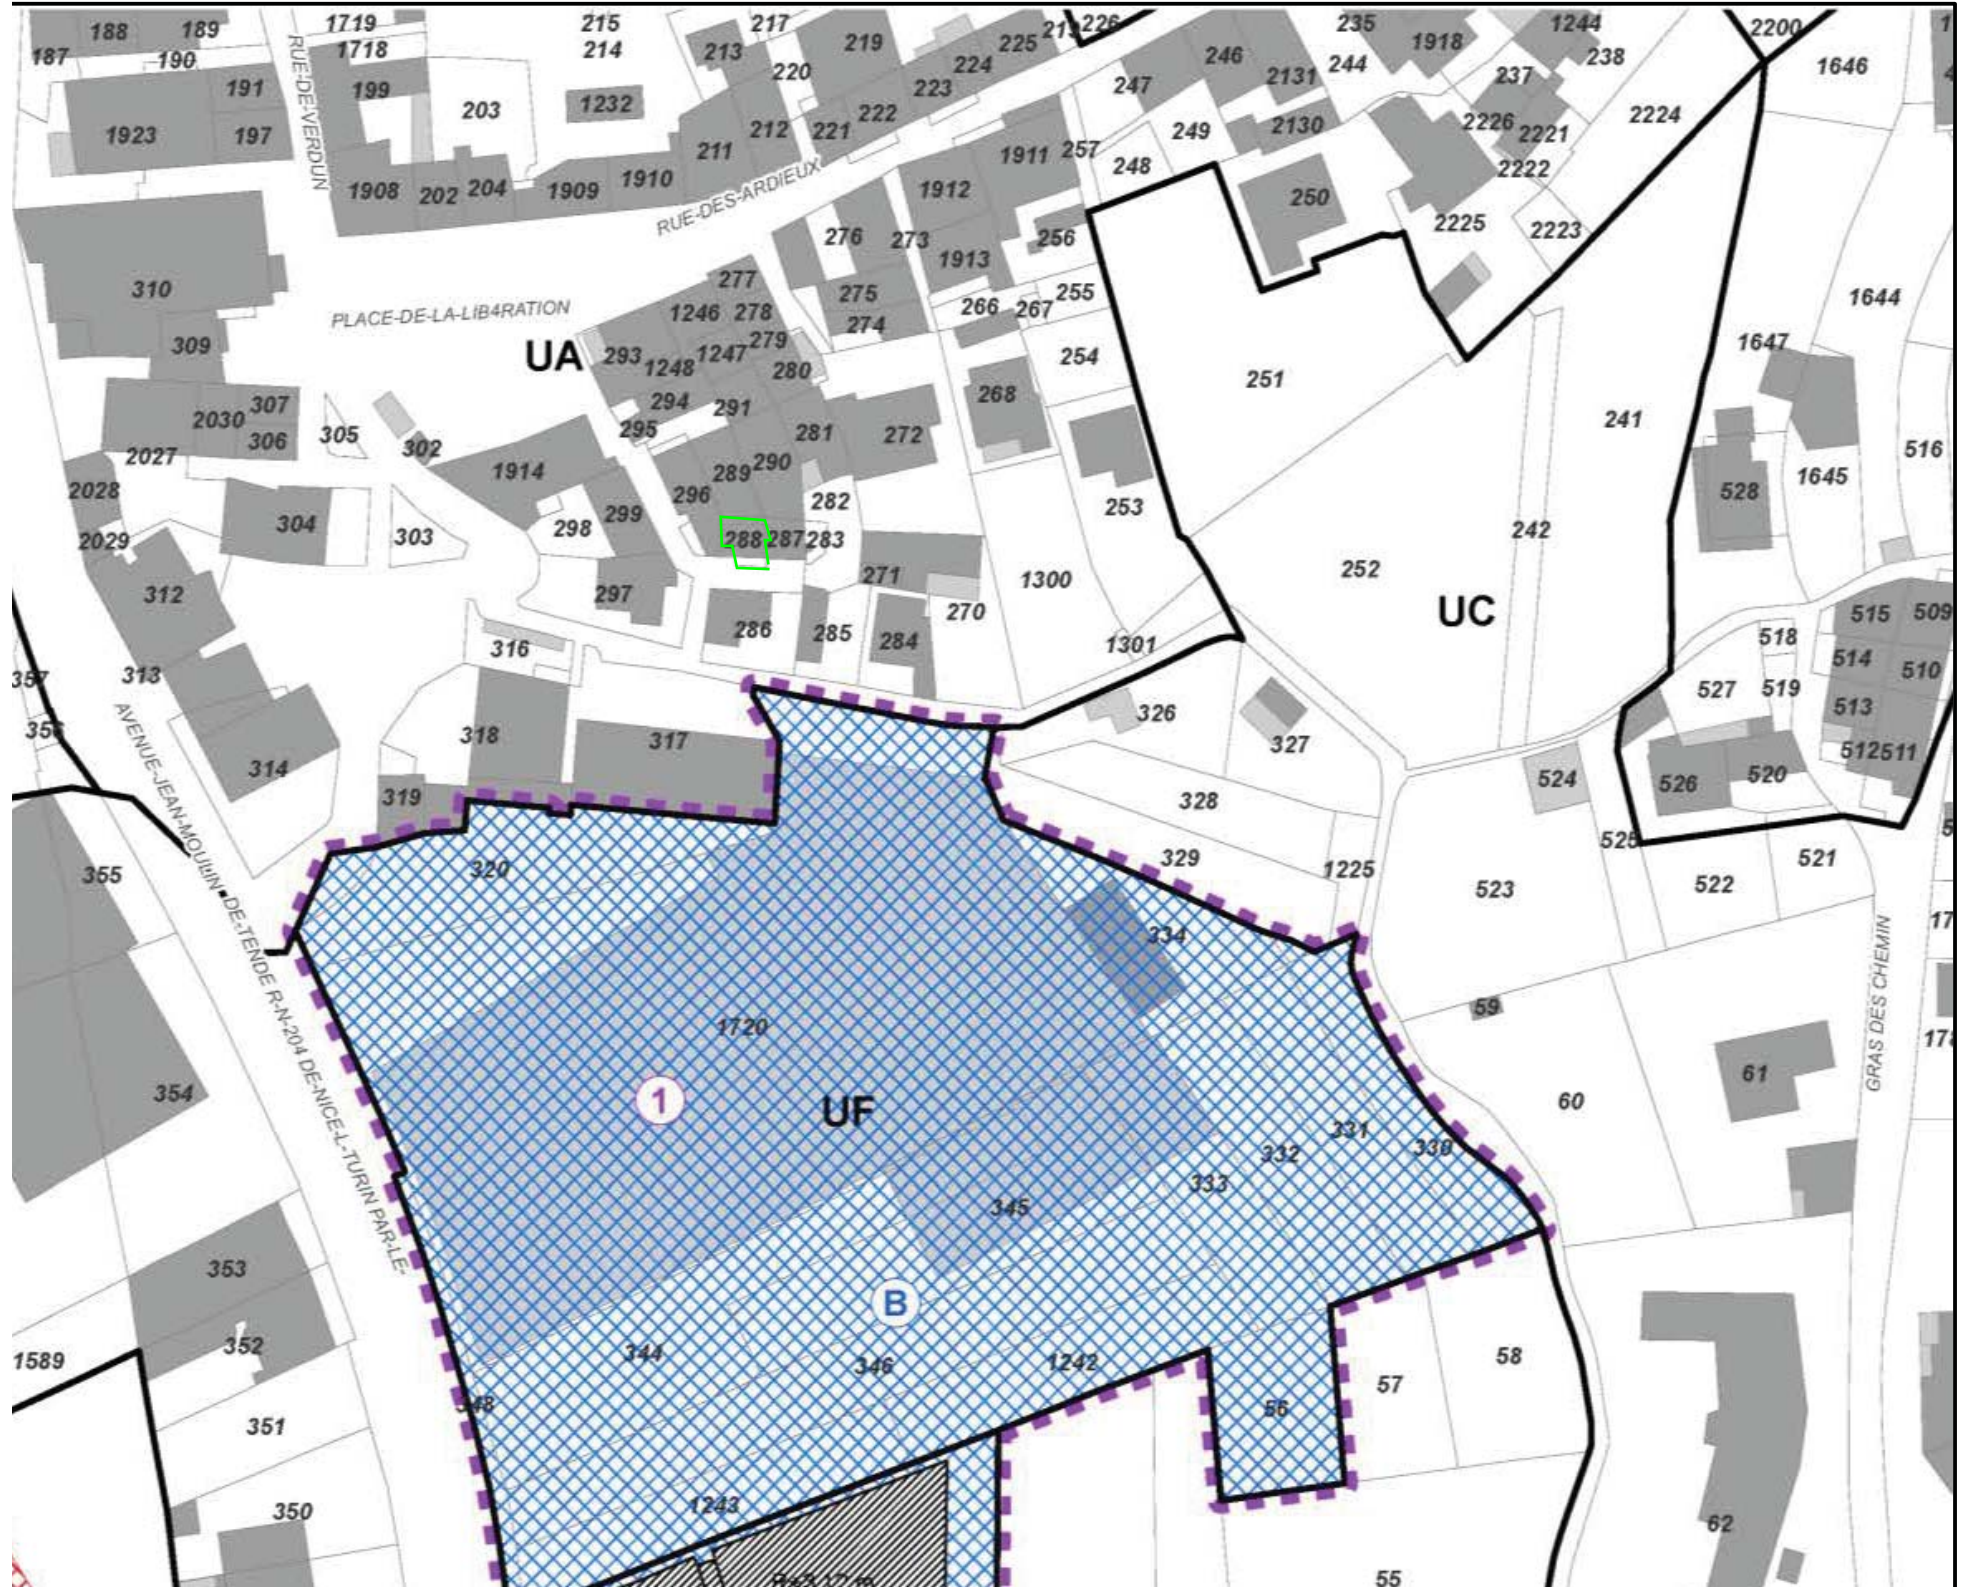 188 189 1719 215 217 219 225 213 226 235 1918 1244 2200
187 190 1718 214 213 220 224 246 244 238 1646
191 199 203 1232 223 247 2131 237 2224
1923 197 211 212 221 222 249 2130 2226 2221
RUE-DE-VERDUN
1908 202 204 1909 1910 1911 257 248 2222
RUE-DES-ARDIEUX
1912 250 2225 2223
276 273 256 1913
310 277 275 255 1644
PLACE-DE-LA-LIB4RATION
1246 278 266 267
309 UA 293 1248 1247 279 280 274 254 251 1647
307 2030 306 305 302 294 295 291 281 272 268 241
2027 1914 289 290 516
2028 304 303 298 299 296 282 253 528 1645
2029 288 287 283 242
312 297 271 270 1300 252 UC 515 509
316 286 285 284 1301 518 514 510
357 313 527 519 513
356 318 317 326 327 512 511
314 319 328 524 526 520
AVENUE-JEAN-MOULIN-DE-TENDE R-N-204 DE-NICE-L-TURIN PAR-LE-
355 320 329 1225 523 525 522 521
334 17
GRAS DES CHEMIN
354 1720 59 61
1 UF 60
331 332 330
345 333
353 B
352 344 346 1242 57 58
1589
351 348 56
350 1243 62
55